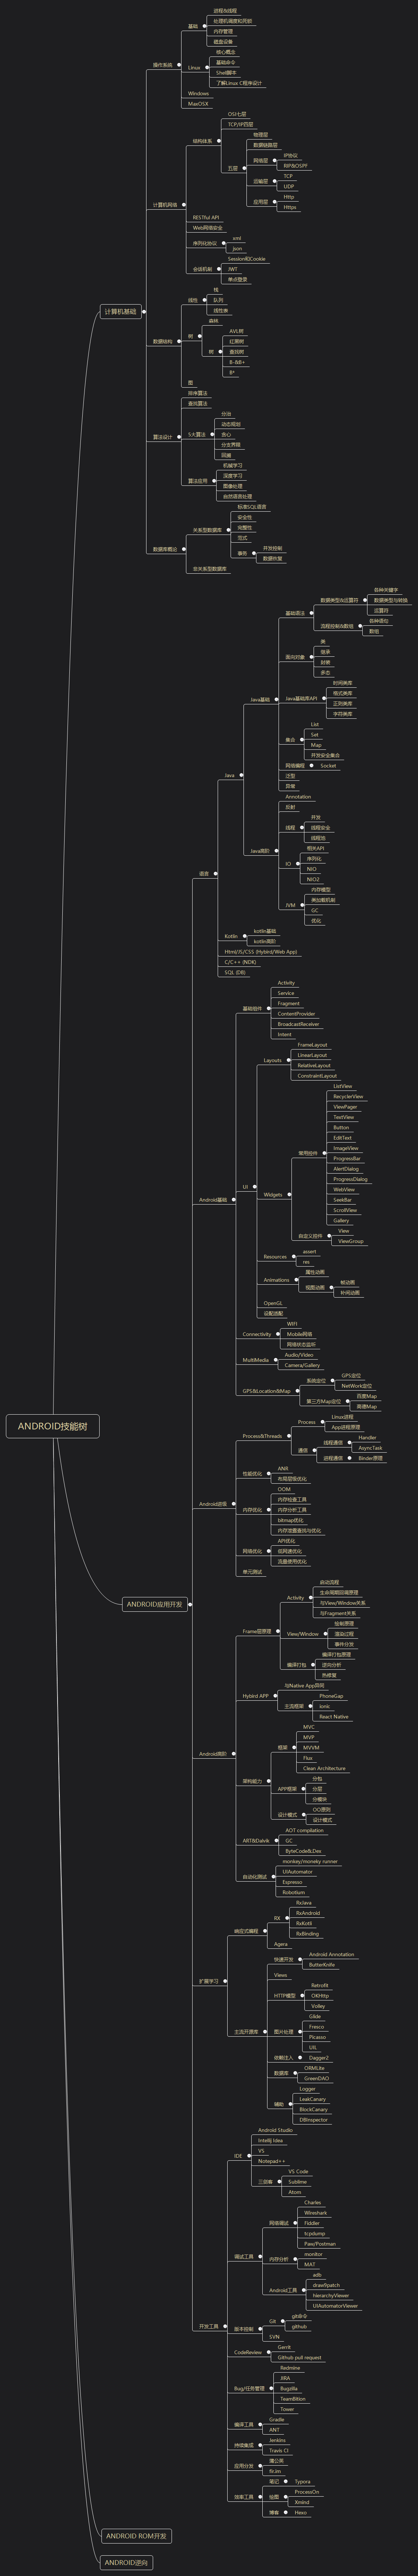 ANDROID技能树
计算机基础
操作系统
基础
进程&线程
处理机调度和死锁
内存管理
磁盘设备
Linux
核心概念
基础命令
Shell脚本
了解Linux C程序设计
Windows
MacOSX
计算机网络
结构体系
OSI七层
TCP/IP四层
五层
物理层
数据链路层
网络层
IP协议
RIP&OSPF
运输层
TCP
UDP
应用层
Http
Https
RESTful API
Web网络安全
序列化协议
xml
json
会话机制
Session和Cookie
JWT
单点登录
数据结构
线性
栈
队列
线性表
树
森林
树
AVL树
红黑树
查找树
B-&B+
B*
图
算法设计
排序算法
查找算法
5大算法
分治
动态规划
贪心
分支界限
回溯
算法应用
机械学习
深度学习
图像处理
自然语言处理
数据库概论
关系型数据库
标准SQL语言
安全性
完整性
范式
事务
并发控制
数据恢复
非关系型数据库
ANDROID应用开发
语言
Java
Java基础
基础语法
数据类型&运算符
各种关键字
数据类型与转换
运算符
流程控制&数组
各种语句
数组
面向对象
类
继承
封装
多态
Java基础库API
时间类库
格式类库
正则类库
字符类库
集合
List
Set
Map
并发安全集合
网络编程
Socket
泛型
异常
Java高阶
Annotation
反射
线程
并发
线程安全
线程池
IO
相关API
序列化
NIO
NIO2
JVM
内存模型
类加载机制
GC
优化
Kotlin
kotlin基础
kotlin高阶
Html/JS/CSS (Hybird/Web App)
C/C++ (NDK)
SQL (DB)
Android基础
基础组件
Activity
Service
Fragment
ContentProvider
BroadcastReceiver
Intent
UI
Layouts
FrameLayout
LinearLayout
RelativeLayout
ConstraintLayout
Widgets
常用控件
ListView
RecyclerView
ViewPager
TextView
Button
EditText
ImageView
ProgressBar
AlertDialog
ProgressDialog
WebView
SeekBar
ScrollView
Gallery
自定义控件
View
ViewGroup
Resources
assert
res
Animations
属性动画
视图动画
帧动画
补间动画
OpenGL
设配适配
Connectivity
WIFI
Mobile网络
网络状态监听
MultiMedia
Audio/Video
Camera/Gallery
GPS&Location&Map
系统定位
GPS定位
NetWork定位
第三方Map定位
百度Map
高德Map
Android进级
Process&Threads
Process
Linux进程
App进程原理
通信
线程通信
Handler
AsyncTask
进程通信
Binder原理
性能优化
ANR
布局层级优化
内存优化
OOM
内存检查工具
内存分析工具
bitmap优化
内存泄露查找与优化
网络优化
API优化
弱网速优化
流量使用优化
单元测试
Android高阶
Frame层原理
Activity
启动流程
生命周期回调原理
与View/Window关系
与Fragment关系
View/Window
绘制原理
渲染过程
事件分发
编译打包
编译打包原理
逆向分析
热修复
Hybird APP
与Native App异同
主流框架
PhoneGap
ionic
React Native
架构能力
框架
MVC
MVP
MVVM
Flux
Clean Architecture
APP框架
分包
分层
分模块
设计模式
OO原则
设计模式
ART&Dalvik
AOT compilation
GC
ByteCode&Dex
自动化测试
monkey/moneky runner
UIAutomator
Espresso
Robotium
扩展学习
响应式编程
RX
RxJava
RxAndroid
RxKotli
RxBinding
Agera
主流开源库
快速开发
Android Annotation
ButterKnife
Views
HTTP模型
Retrofit
OKHttp
Volley
图片处理
Glide
Fresco
Picasso
UIL
依赖注入
Dagger2
数据库
ORMLite
GreenDAO
辅助
Logger
LeakCanary
BlockCanary
DBInspector
开发工具
IDE
Android Studio
Intellij Idea
VS
Notepad++
三剑客
VS Code
Sublime
Atom
调试工具
网络调试
Charles
Wireshark
Fiddler
tcpdump
Paw/Postman
内存分析
monitor
MAT
Android工具
adb
draw9patch
hierarchyViewer
UIAutomatorViewer
版本控制
Git
git命令
github
SVN
CodeReview
Gerrit
Github pull request
Bug/任务管理
Redmine
JIRA
Bugzilla
TeamBition
Tower
编译工具
Gradle
ANT
持续集成
Jenkins
Travis CI
应用分发
蒲公英
fir.im
效率工具
笔记
Typora
绘图
ProcessOn
Xmind
博客
Hexo
ANDROID ROM开发
ANDROID逆向